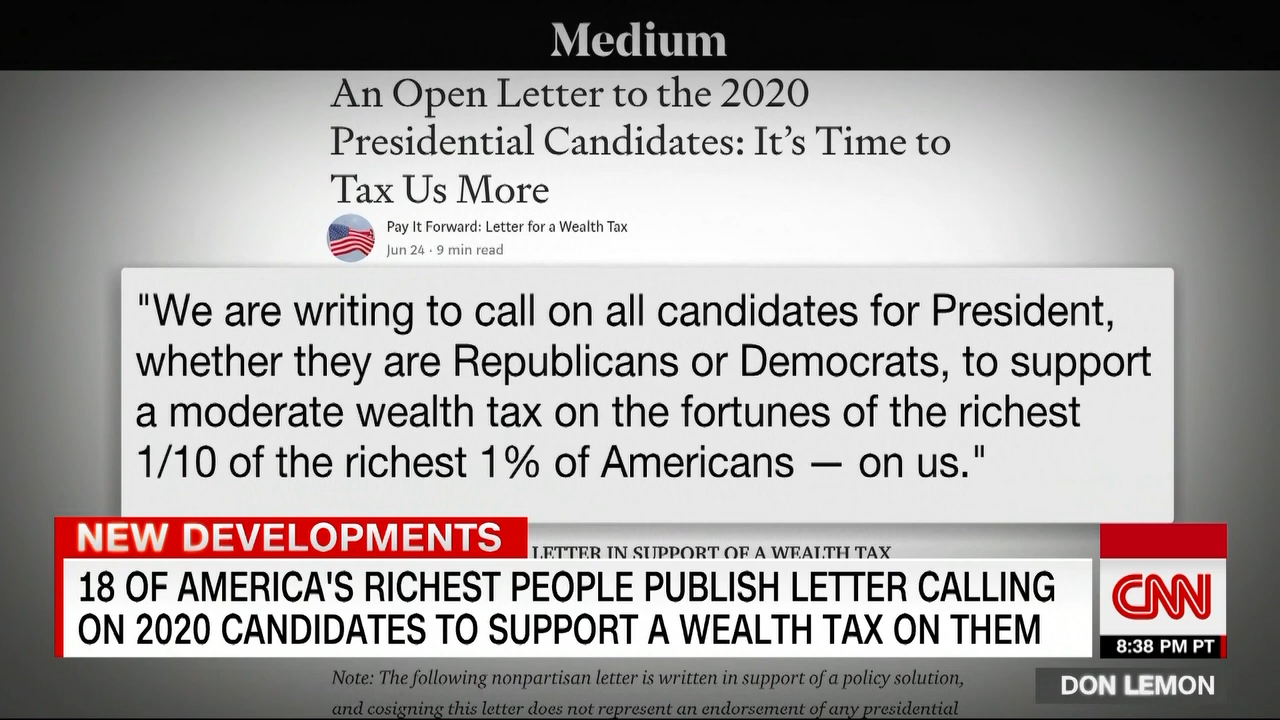 Medium
An Open Letter to the 2020
Presidential Candidates: It's Time to
Tax Us More
Pay It Forward: Letter for a Wealth Tax
Jun 24 · 9 min read
"We are writing to call on all candidates for President,
whether they are Republicans or Democrats, to support
a moderate wealth tax on the fortunes of the richest
1/10 of the richest 1% of Americans — on us."
NEW DEVELOPMENTS
LETTER IN SUPPORT OF A WEALTH TAX
18 OF AMERICA'S RICHEST PEOPLE PUBLISH LETTER CALLING
ON 2020 CANDIDATES TO SUPPORT A WEALTH TAX ON THEM
CNN
8:38 PM PT
Note: The following nonpartisan letter is written in support of a policy solution,
and cosigning this letter does not represent an endorsement of any presidential
DON LEMON